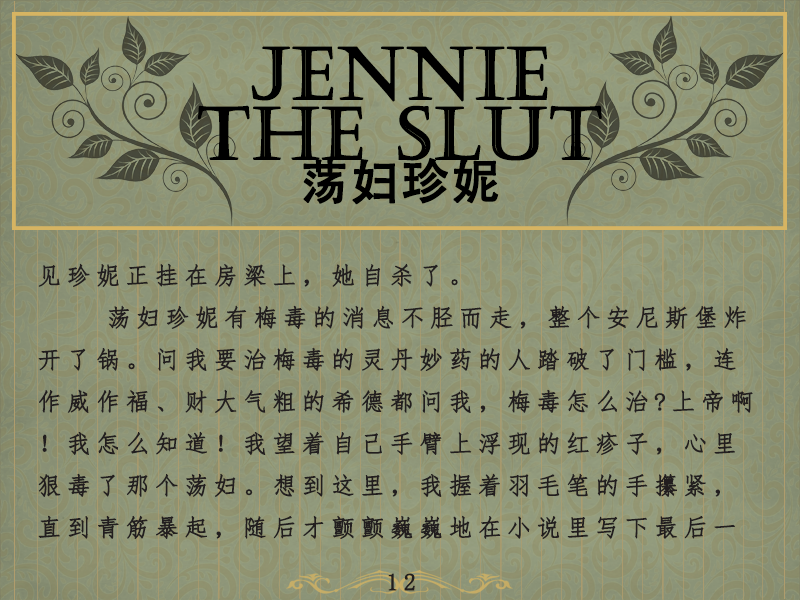 JENNIE
THE SLUT
荡妇珍妮
见珍妮正挂在房梁上，她自杀了。
荡妇珍妮有梅毒的消息不胫而走，整个安尼斯堡炸
开了锅。问我要治梅毒的灵丹妙药的人踏破了门槛，连
作威作福、财大气粗的希德都问我，梅毒怎么治?上帝啊
！我怎么知道！我望着自己手臂上浮现的红疹子，心里
狠毒了那个荡妇。想到这里，我握着羽毛笔的手攥紧，
直到青筋暴起，随后才颤颤巍巍地在小说里写下最后一
12